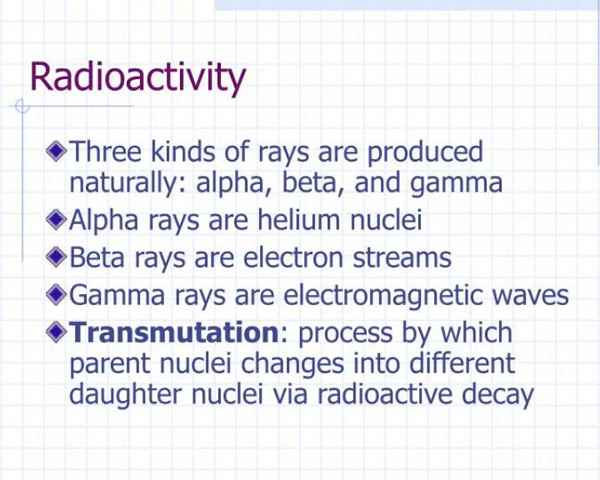 Radioactivity
Three kinds of rays are produced
naturally: alpha, beta, and gamma
Alpha rays are helium nuclei
Beta rays are electron streams
Gamma rays are electromagnetic waves
Transmutation: process by which
parent nuclei changes into different
daughter nuclei via radioactive decay